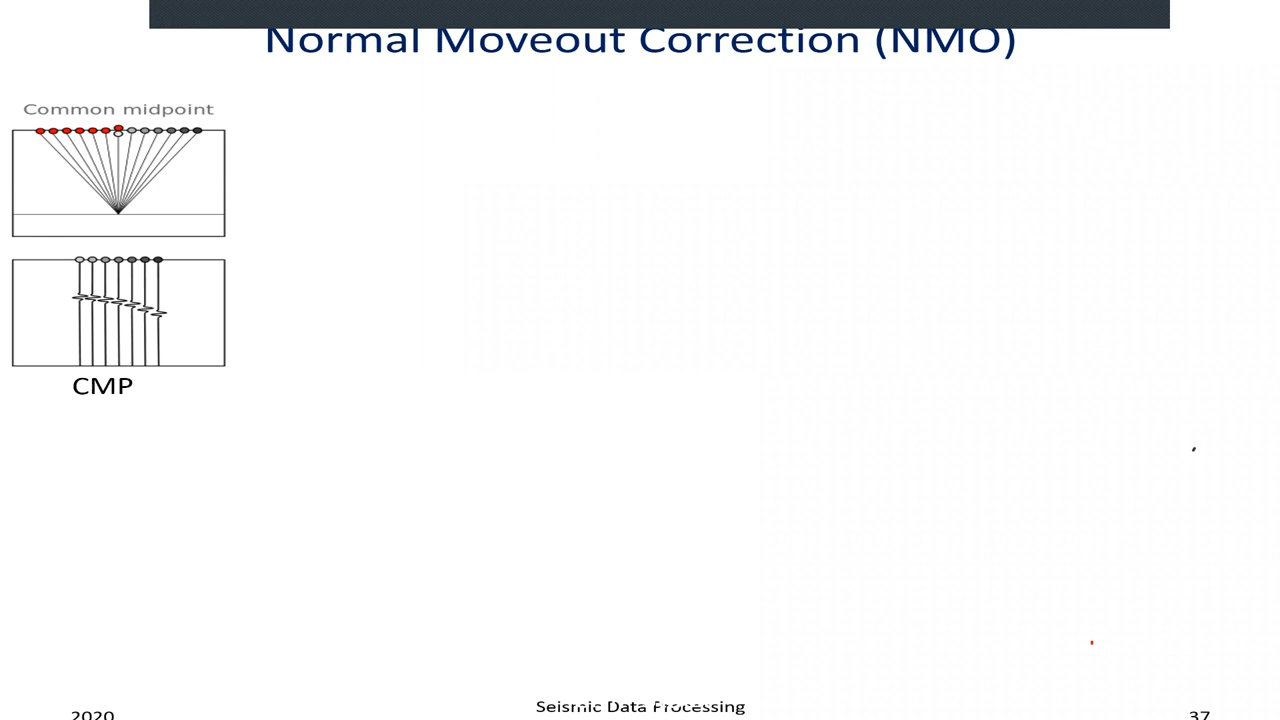 Normal Moveout Correction (NMO)
Common midpoint
CMP
2020
Seismic Data Processing
37